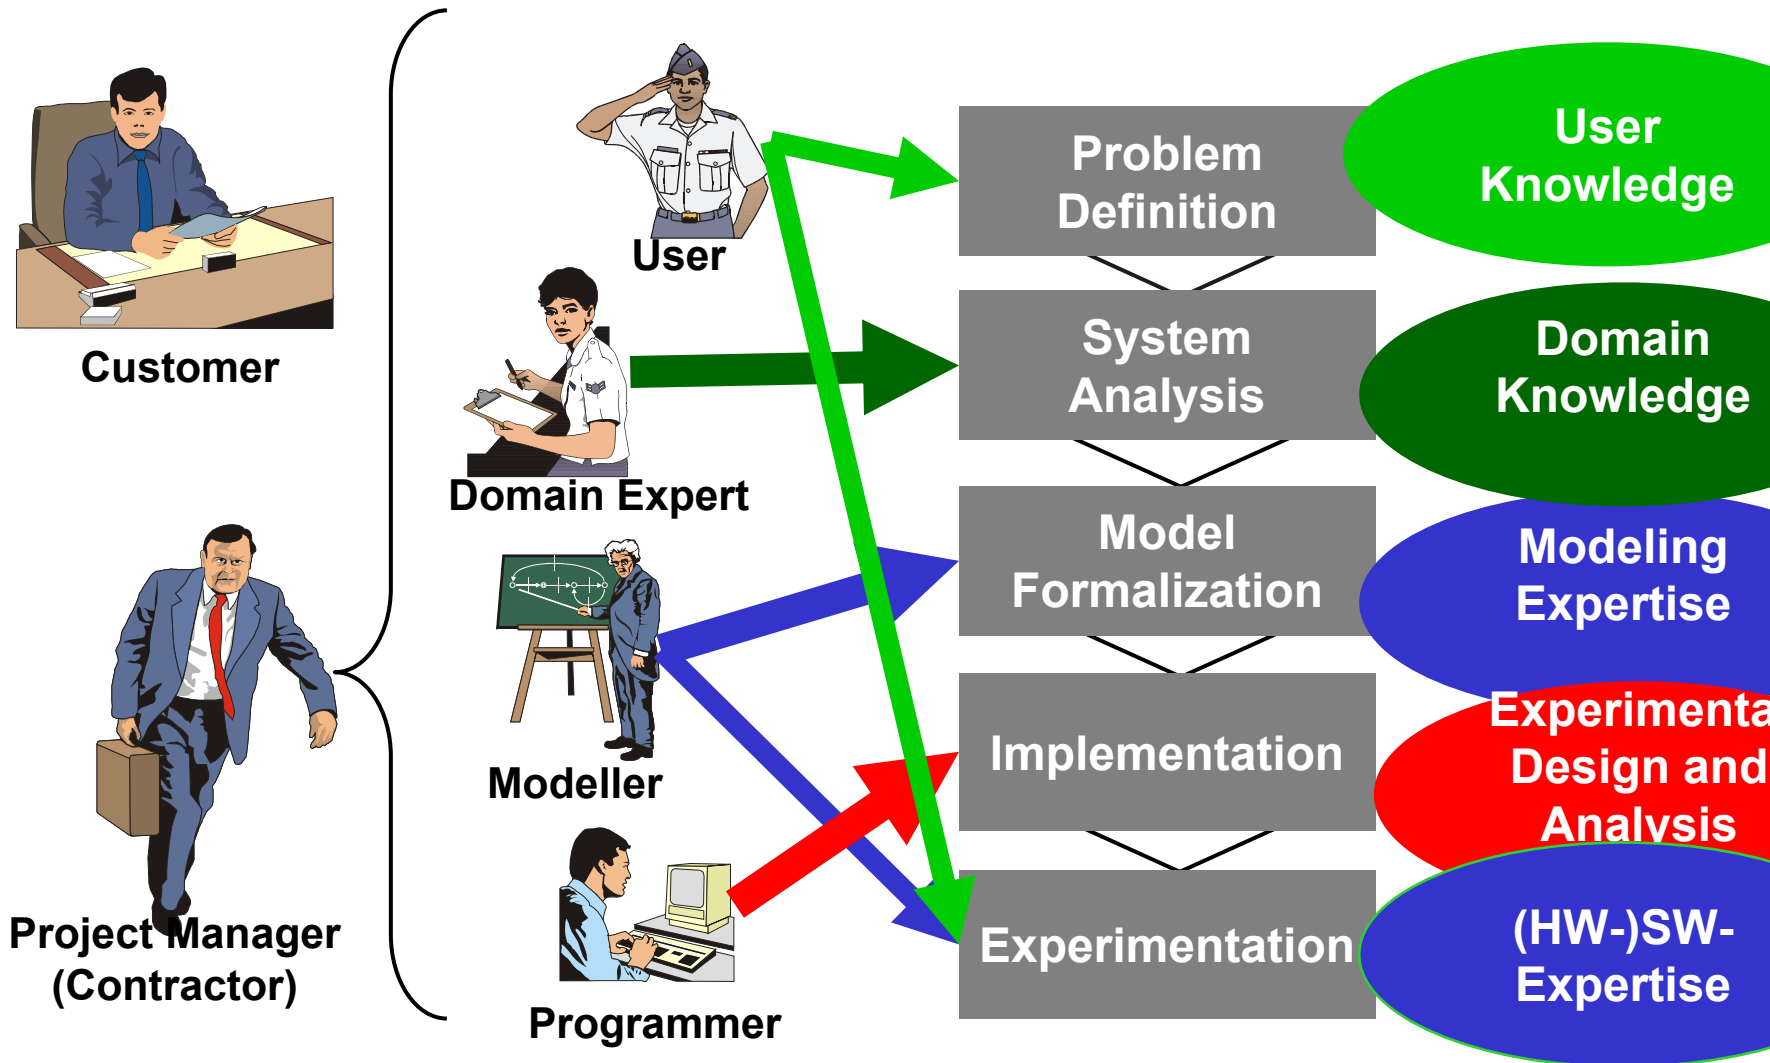 Customer
Project Manager
(Contractor)
User
Domain Expert
Modeller
Programmer
Problem
Definition
System
Analysis
Model
Formalization
Implementation
Experimentation
User
Knowledge
Domain
Knowledge
Modeling
Expertise
Experimenta
Design and
Analysis
(HW-)SW-
Expertise